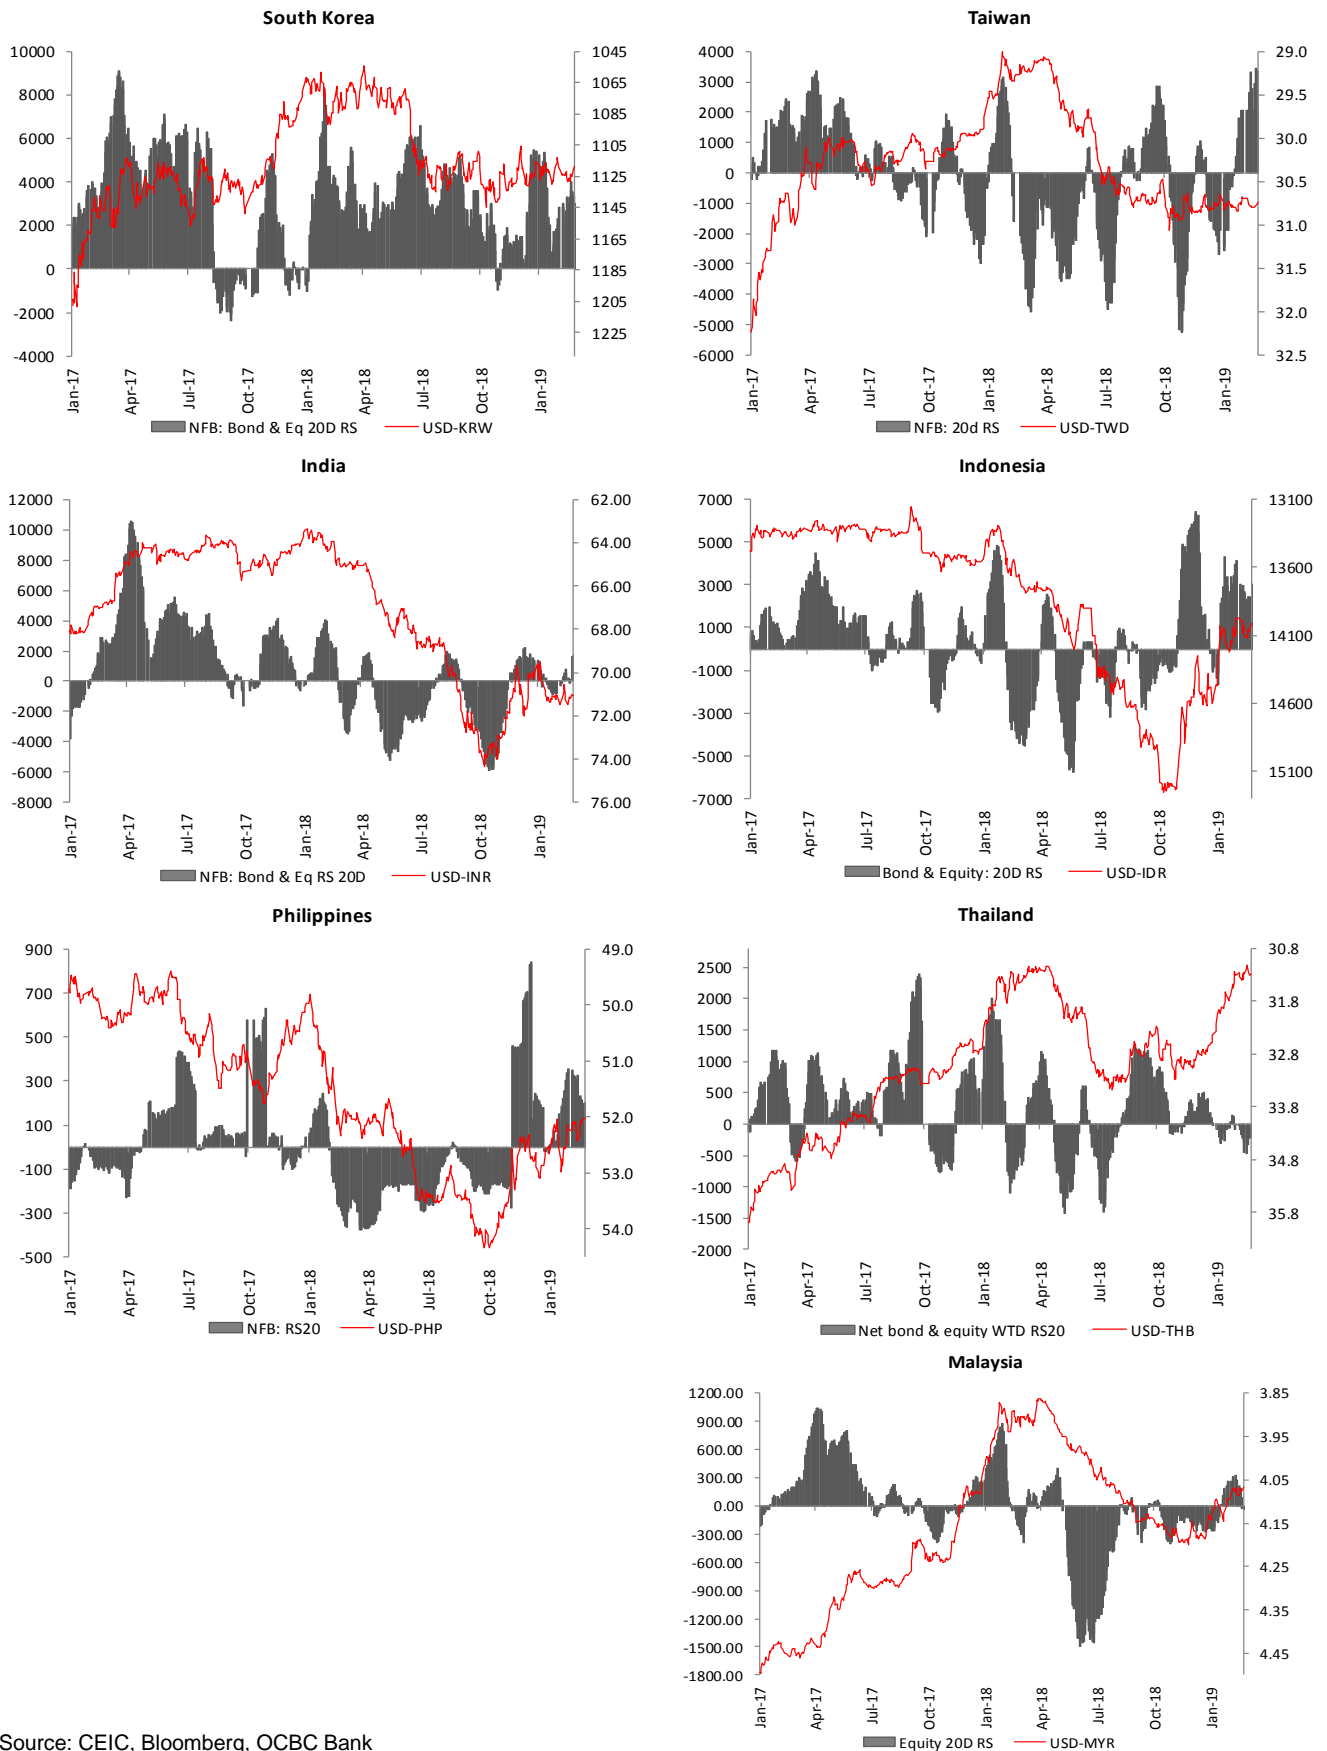 South Korea
10000
8000
6000
4000
2000
0
-2000
-4000
1045
1065
1085
1105
1125
1145
1165
1185
1205
1225
Jan-17
Apr-17
Jul-17
Oct-17
Jan-18
Apr-18
Jul-18
Oct-18
Jan-19
NFB: Bond & Eq 20D RS USD-KRW
Taiwan
4000
3000
2000
1000
0
-1000
-2000
-3000
-4000
-5000
-6000
29.0
29.5
30.0
30.5
31.0
31.5
32.0
32.5
Jan-17
Apr-17
Jul-17
Oct-17
Jan-18
Apr-18
Jul-18
Oct-18
Jan-19
NFB: 20d RS USD-TWD
India
12000
10000
8000
6000
4000
2000
0
-2000
-4000
-6000
-8000
62.00
64.00
66.00
68.00
70.00
72.00
74.00
76.00
Jan-17
Apr-17
Jul-17
Oct-17
Jan-18
Apr-18
Jul-18
Oct-18
Jan-19
NFB: Bond & Eq RS 20D USD-INR
Indonesia
7000
5000
3000
1000
-1000
-3000
-5000
-7000
13100
13600
14100
14600
15100
Jan-17
Apr-17
Jul-17
Oct-17
Jan-18
Apr-18
Jul-18
Oct-18
Jan-19
Bond & Equity: 20D RS USD-IDR
Philippines
900
700
500
300
100
-100
-300
-500
49.0
50.0
51.0
52.0
53.0
54.0
Jan-17
Apr-17
Jul-17
Oct-17
Jan-18
Apr-18
Jul-18
Oct-18
Jan-19
NFB: RS20 USD-PHP
Thailand
2500
2000
1500
1000
500
0
-500
-1000
-1500
-2000
30.8
31.8
32.8
33.8
34.8
35.8
Jan-17
Apr-17
Jul-17
Oct-17
Jan-18
Apr-18
Jul-18
Oct-18
Jan-19
Net bond & equity WTD RS20 USD-THB
Malaysia
1200.00
900.00
600.00
300.00
0.00
-300.00
-600.00
-900.00
-1200.00
-1500.00
-1800.00
3.85
3.95
4.05
4.15
4.25
4.35
4.45
Jan-17
Apr-17
Jul-17
Oct-17
Jan-18
Apr-18
Jul-18
Oct-18
Jan-19
Equity 20D RS USD-MYR
Source: CEIC, Bloomberg, OCBC Bank